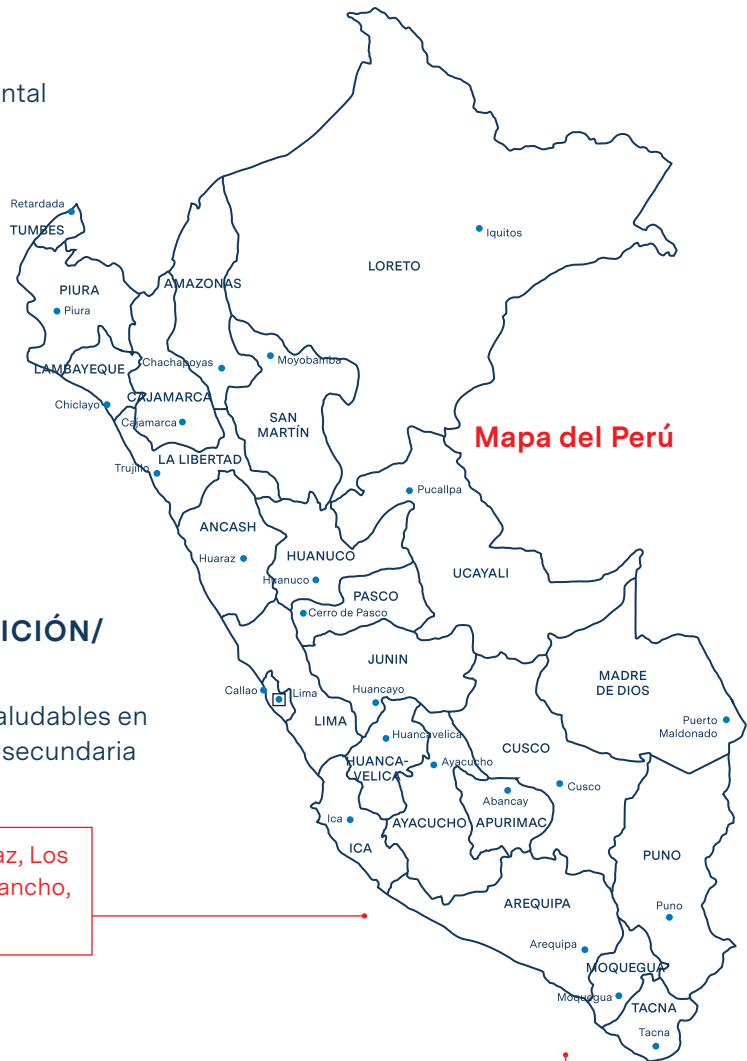 ntal
Retardada
TUMBES
Iquitos
LORETO
AMAZONAS
PIURA
Piura
Chachapoyas
Moyobamba
LAMBAYEQUE
CAJAMARCA
Chiclayo
Cajamarca
SAN
MARTÍN
Mapa del Perú
LA LIBERTAD
Trujillo
Pucallpa
ANCASH
HUANUCO
Huaraz
Huanuco
UCAYALI
PASCO
Cerro de Pasco
ICIÓN/
JUNIN
MADRE
DE DIOS
Callao
Lima
Huancayo
aludables en
LIMA
Puerto
Maldonado
Huancavelica
secundaria
CUSCO
HUANCA-
VELICA
Ayacucho
Cusco
Abancay
Ica
AYACUCHO
APURIMAC
az, Los
ICA
PUNO
ancho,
AREQUIPA
Puno
Arequipa
MOQUEGUA
Moquegua
TACNA
Tacna